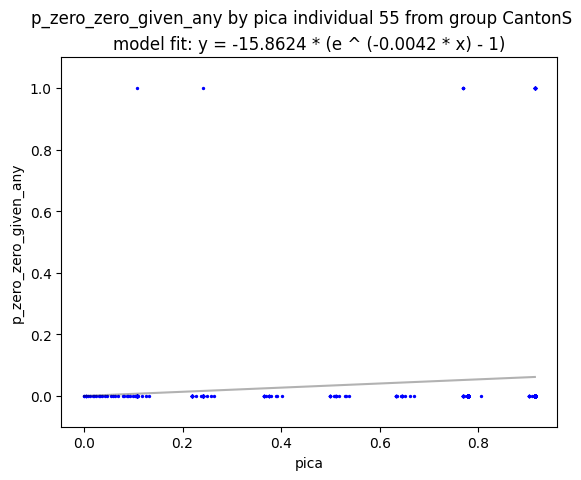 p_zero_zero_given_any by pica individual 55 from group CantonS
model fit: y = -15.8624 * (e ^ (-0.0042 * x) - 1)
1.0
0.8
0.6
0.4
0.2
0.0
p_zero_zero_given_any
0.0 0.2 0.4 0.6 0.8
pica